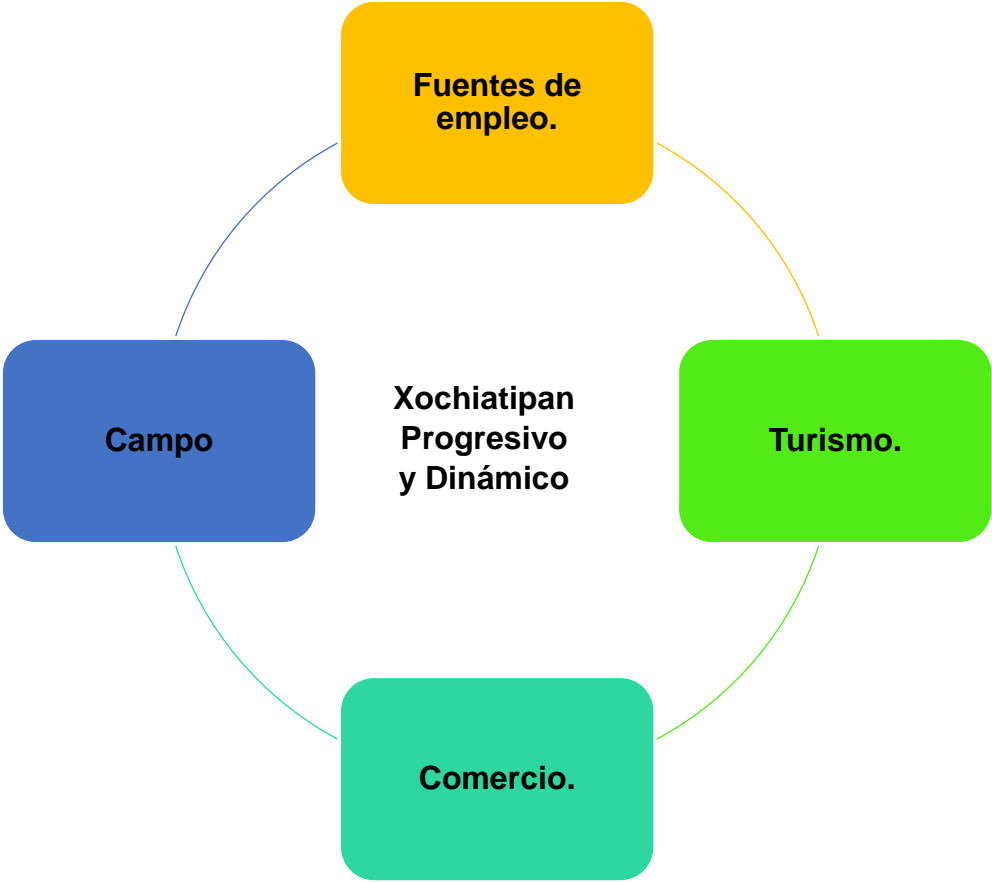 Fuentes de
empleo.
Campo
Xochiatipan
Progresivo
y Dinámico
Turismo.
Comercio.